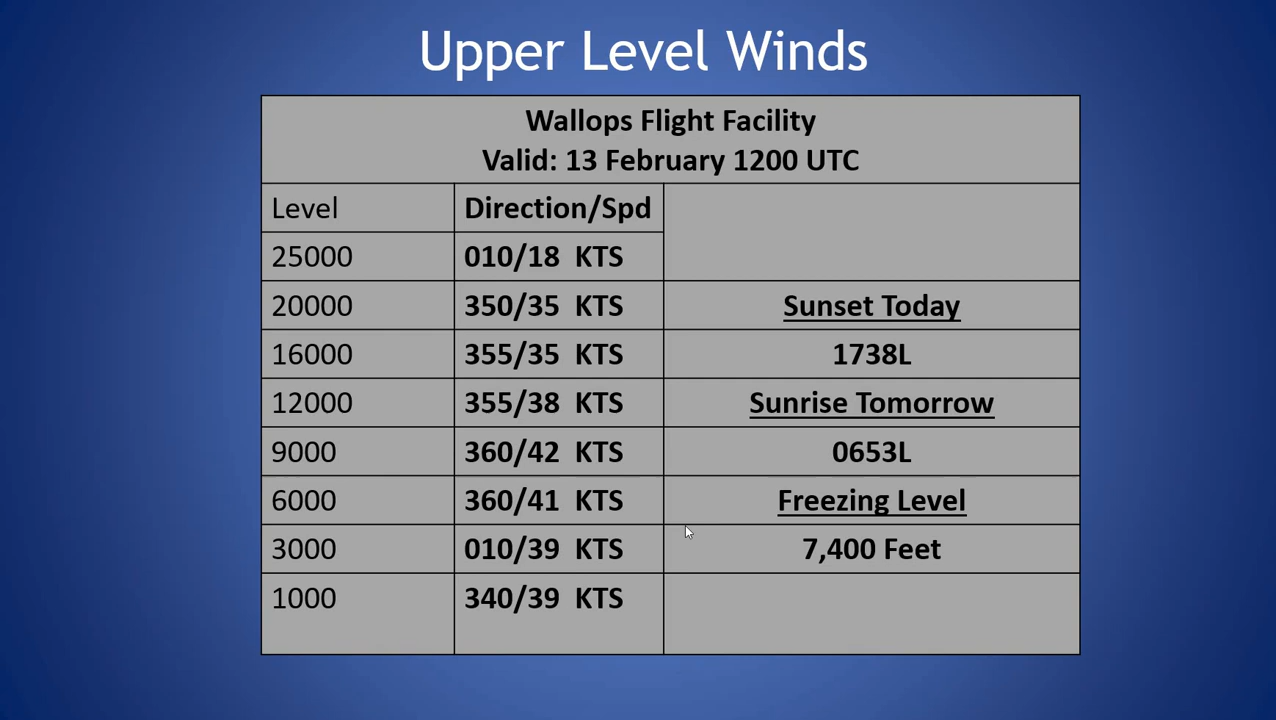 Upper Level Winds
Wallops Flight Facility
Valid: 13 February 1200 UTC
Level Direction/Spd
25000 010/18 KTS
20000 350/35 KTS Sunset Today
16000 355/35 KTS 1738L
12000 355/38 KTS Sunrise Tomorrow
9000 360/42 KTS 0653L
6000 360/41 KTS Freezing Level
3000 010/39 KTS 7,400 Feet
1000 340/39 KTS